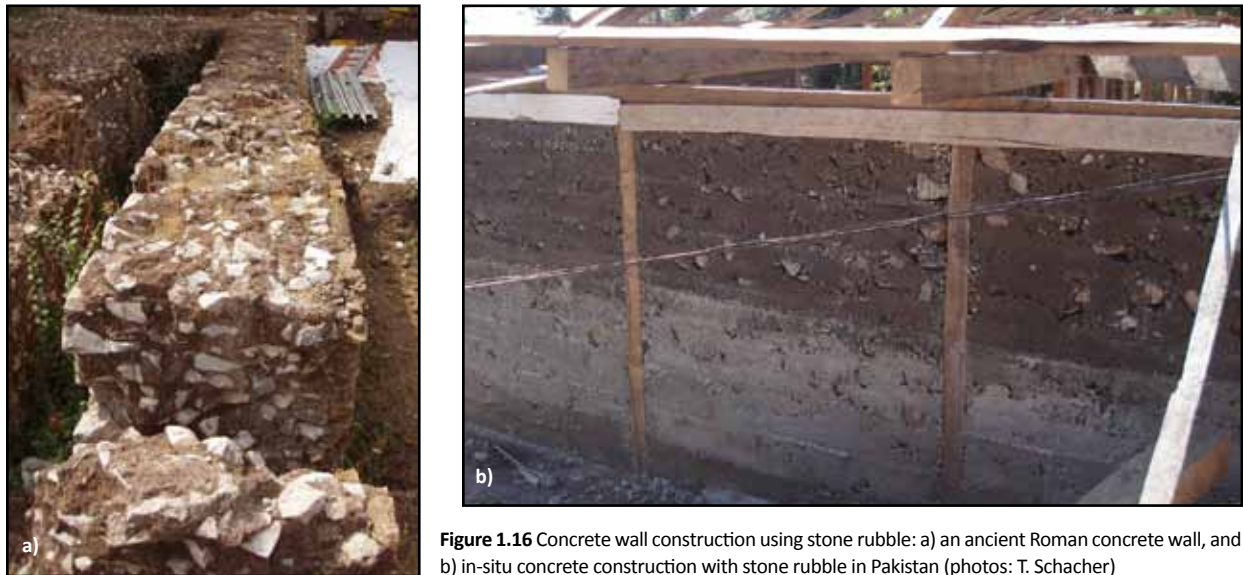 a)
b)
Figure 1.16 Concrete wall construction using stone rubble: a) an ancient Roman concrete wall, and
b) in-situ concrete construction with stone rubble in Pakistan (photos: T. Schacher)